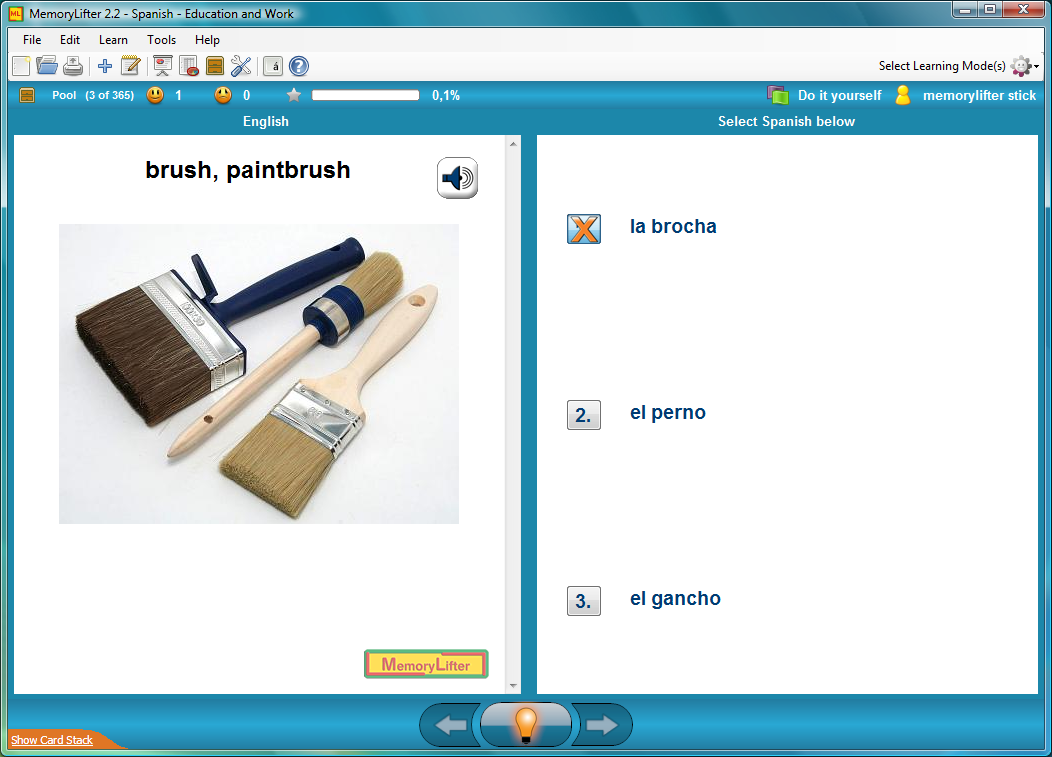 MemoryLifter 2.2 - Spanish - Education and Work
File Edit Learn Tools Help
á
Select Learning Mode(s)
Pool (3 of 365) 1 0 0,1% Do it yourself memorylifter stick
English
Select Spanish below
brush, paintbrush
la brocha
2. el perno
3. el gancho
MemoryLifter
Show Card Stack